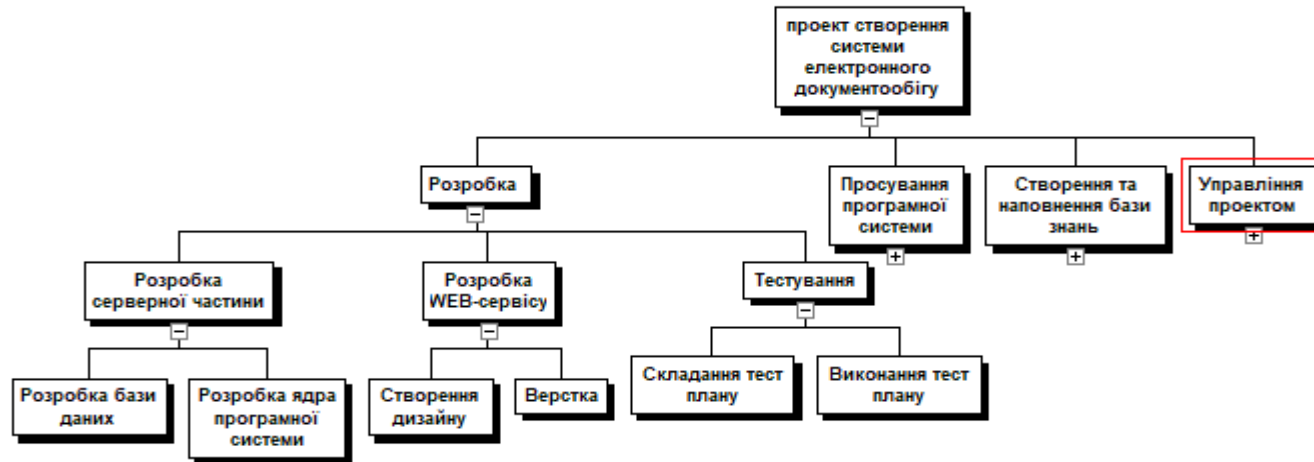 проект створення
системи
електронного
документообігу
Розробка
Просування
програмної
системи
Створення та
наповнення бази
знань
Управління
проектом
Розробка
серверної частини
Розробка
WEB-сервісу
Тестування
Розробка бази
даних
Розробка ядра
програмної
системи
Створення
дизайну
Верстка
Складання тест
плану
Виконання тест
плану